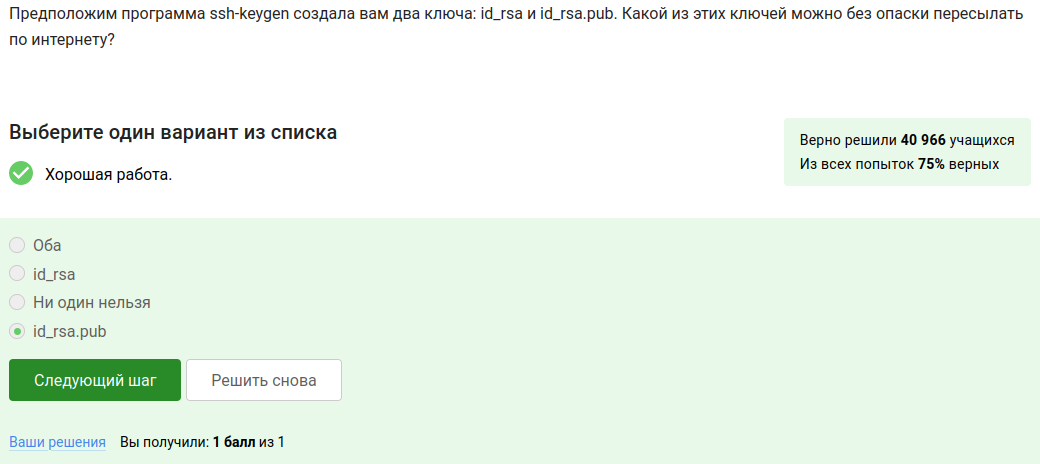 Предположим программа ssh-keygen создала вам два ключа: id_rsa и id_rsa.pub. Какой из этих ключей можно без опаски пересылать
по интернету?
Выберите один вариант из списка
Хорошая работа.
Верно решили 40 966 учащихся
Из всех попыток 75% верных
Оба
id_rsa
Ни один нельзя
id_rsa.pub
Следующий шаг
Решить снова
Ваши решения Вы получили: 1 балл из 1